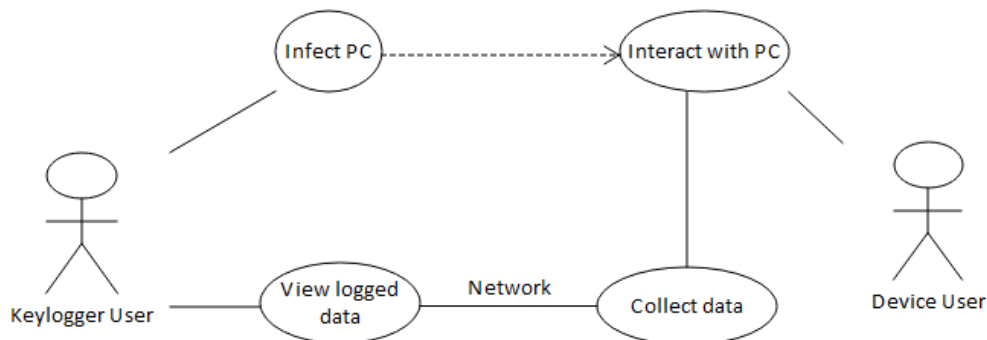 Infect PC
Interact with PC
View logged
data
Network
Collect data
Keylogger User
Device User